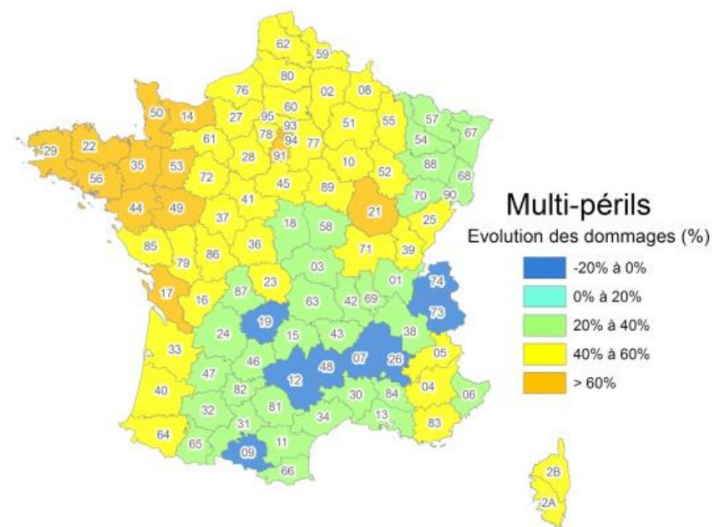 62
59
80
76 02 08
50 14 27 95 60
93
78 94 77 51 55 57 67
61 91 54
29 22 35 53 28 10 88 68
56 72 45 89 52 70 90
44 49 41 21 25
37 18 58
85 79 86 36 71 39
03
17 16 87 23 63 42 69 01 74
19 73
24 15 43 38
33 46 48 07 26 05
47 12
40 82 30 84 04 06
32 81 34 13 83
64 31
65 09 11
66
2B
2A
Multi-périls
Evolution des dommages (%)
-20% à 0%
0% à 20%
20% à 40%
40% à 60%
> 60%